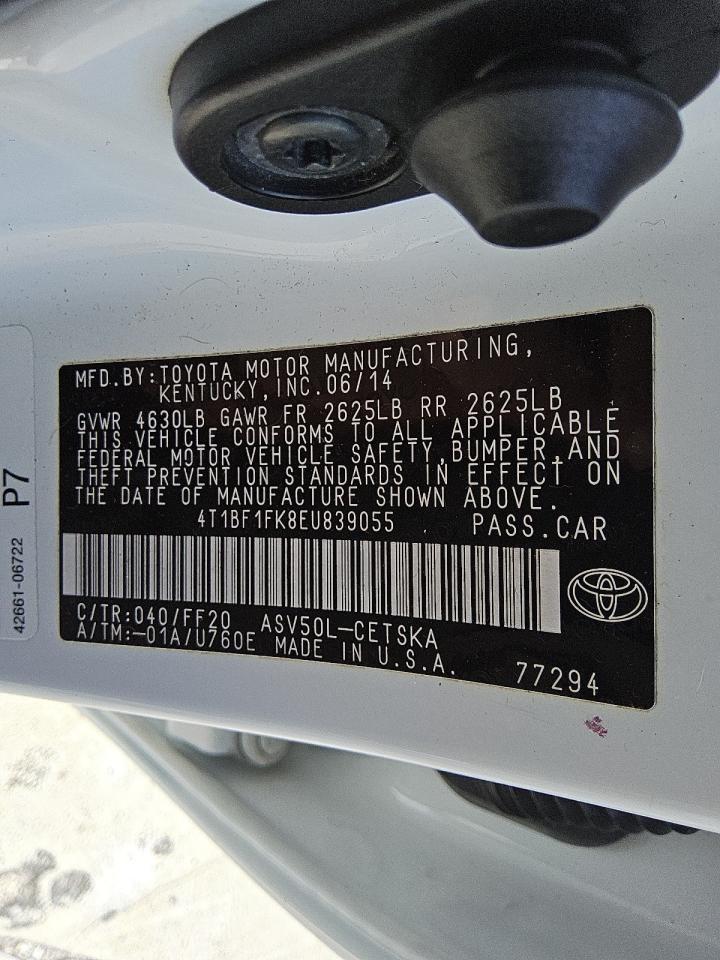 MFD.BY:TOYOTA MOTOR MANUFACTURING,
KENTUCKY,INC.06/14
GVWR 4630LB GAWR FR 2625LB RR 2625LB
THIS VEHICLE CONFORMS TO ALL APPLICABLE
FEDERAL MOTOR VEHICLE SAFETY,BUMPER,AND
THEFT PREVENTION STANDARDS IN EFFECT ON
THE DATE OF MANUFACTURE SHOWN ABOVE.
4T1BF1FK8EU839055 PASS.CAR
C/TR:040/FF20 ASV50L-CETSKA
A/TM:-01A/U760E MADE IN U.S.A. 77294
P7
42661-06722